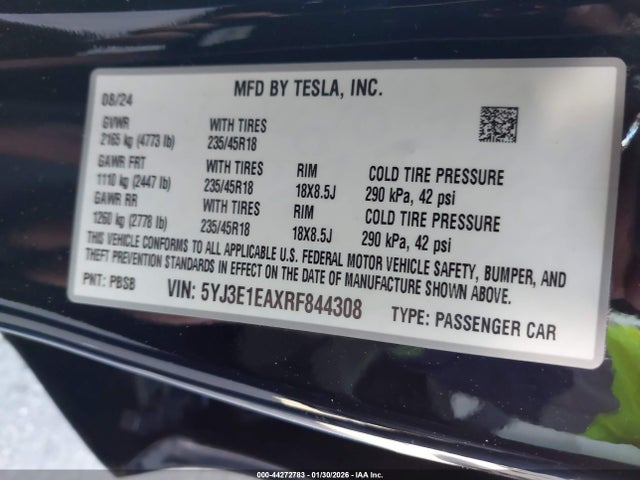 MFD BY TESLA, INC.
08/24
GVWR
2165 kg (4773 lb)
WITH TIRES
235/45R18
GAWR FRT
1110 kg (2447 lb)
WITH TIRES
235/45R18
RIM
18X8.5J
COLD TIRE PRESSURE
290 kPa, 42 psi
GAWR RR
1260 kg (2778 lb)
WITH TIRES
235/45R18
RIM
18X8.5J
COLD TIRE PRESSURE
290 kPa, 42 psi
THIS VEHICLE CONFORMS TO ALL APPLICABLE U.S. FEDERAL MOTOR VEHICLE SAFETY, BUMPER, AND
THEFT PREVENTION STANDARDS IN EFFECT ON THE DATE OF MANUFACTURE SHOWN ABOVE.
PNT: PBSB
VIN: 5YJ3E1EAXRF844308
TYPE: PASSENGER CAR
000-44272783 - 01/30/2026 - IAA Inc.